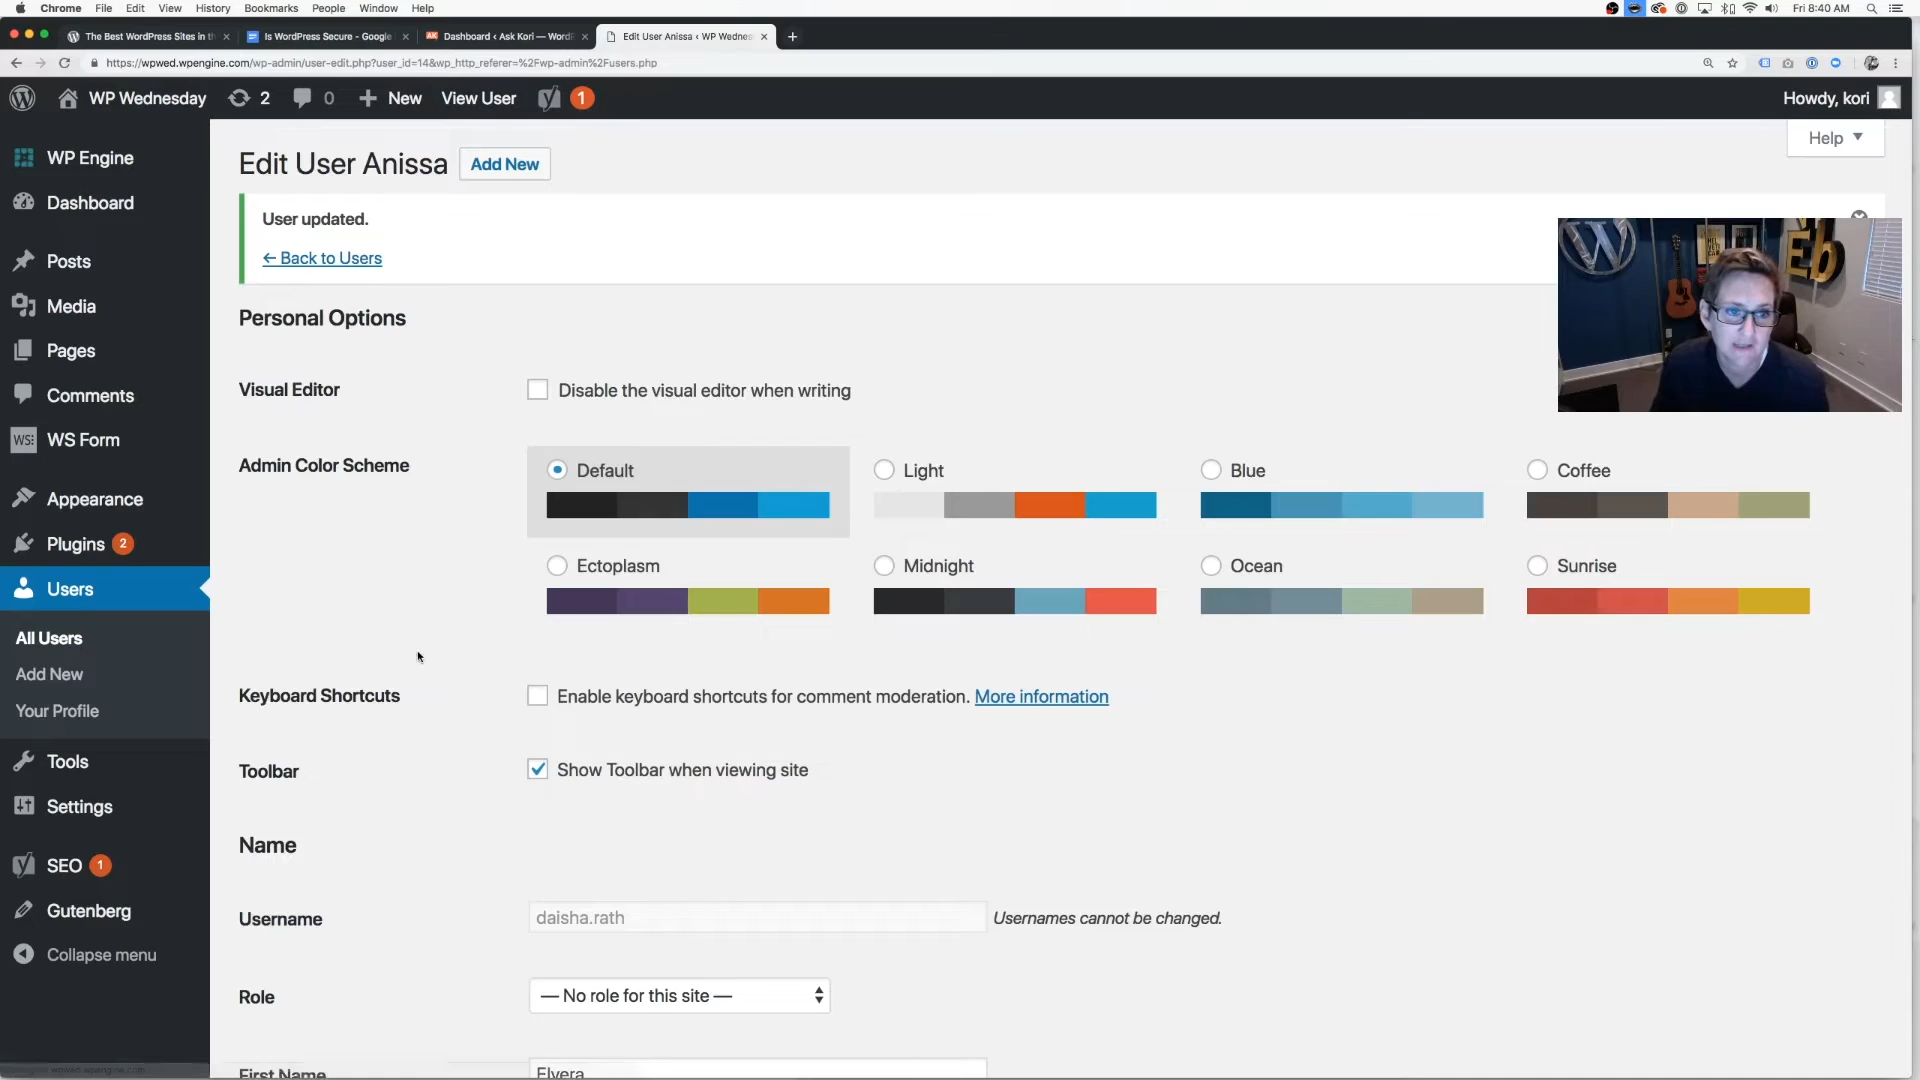 Chrome File Edit View History Bookmarks People Window Help
Fri 8:40 AM
The Best WordPress Sites in th
Is WordPress Secure - Google
Dashboard ‹ Ask Kori — WordP
Edit User Anissa ‹ WP Wednes
https://wpwed.wpengine.com/wp-admin/user-edit.php?user_id=14&wp_http_referer=%2Fwp-admin%2Fusers.php
WP Wednesday 2 0 New View User 1
Howdy, kori
Help
WP Engine
Dashboard
Posts
Media
Pages
Comments
WS Form
Appearance
Plugins 2
Users
All Users
Add New
Your Profile
Tools
Settings
SEO 1
Gutenberg
Collapse menu
Edit User Anissa Add New
User updated.
← Back to Users
Personal Options
Visual Editor
Disable the visual editor when writing
Admin Color Scheme
Default Light Blue Coffee
Ectoplasm Midnight Ocean Sunrise
Keyboard Shortcuts
Enable keyboard shortcuts for comment moderation. More information
Toolbar
Show Toolbar when viewing site
Name
Username
daisha.rath
Usernames cannot be changed.
Role
— No role for this site —
First Name
Elvera
WS:
Eb